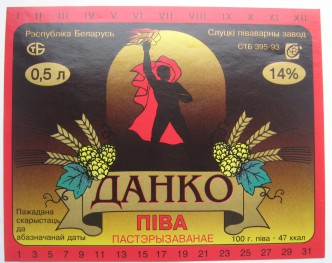 I II III IV V VI VII VIII IX X XI XII
Рэспубліка Беларусь
Слуцкі піваварны завод
СТБ 395-93
0,5 л
14%
ДАНКО
ПІВА
ПАСТЭРЫЗАВАНАЕ
Пажадана
скарыстаць
да
абазначанай даты
100 г. піва - 47 ккал
1 3 5 7 9 11 13 15 17 19 21 23 25 27 29 31